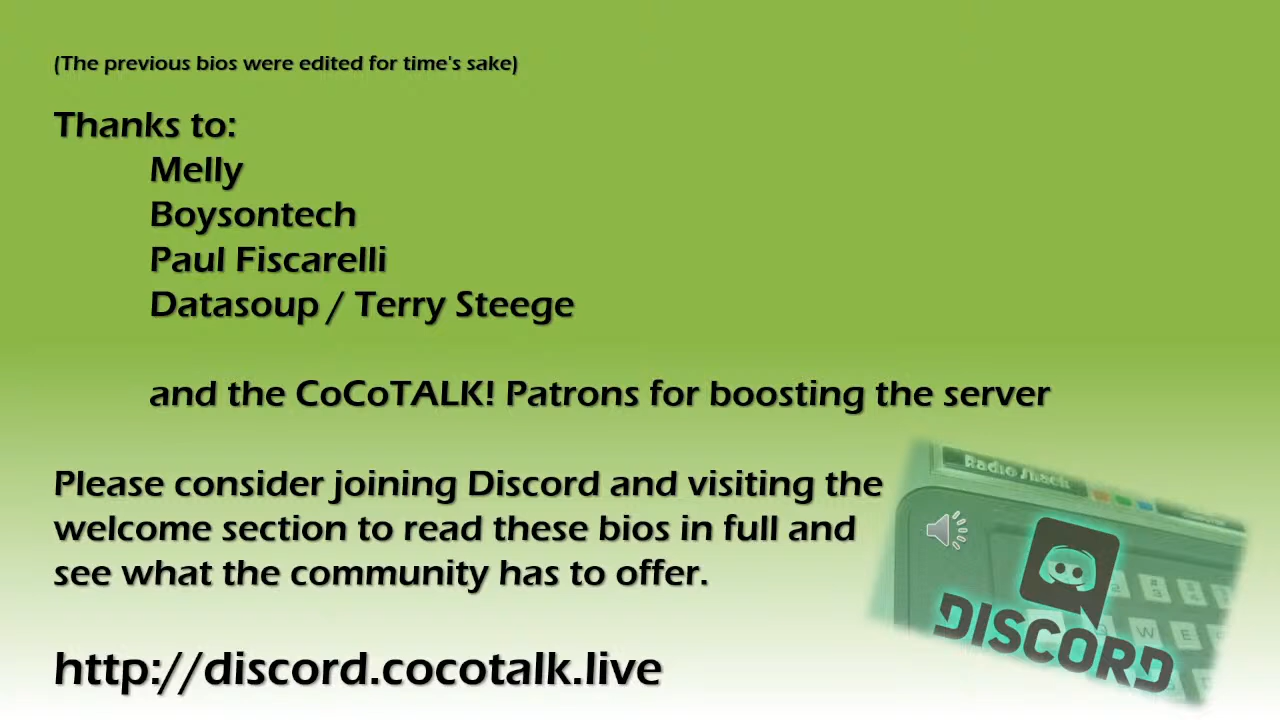 (The previous bios were edited for time's sake)
Thanks to:
Melly
Boysontech
Paul Fiscarelli
Datasoup / Terry Steege
and the CoCoTALK! Patrons for boosting the server
Please consider joining Discord and visiting the
welcome section to read these bios in full and
see what the community has to offer.
http://discord.cocotalk.live
Radio Shack
DISCORD